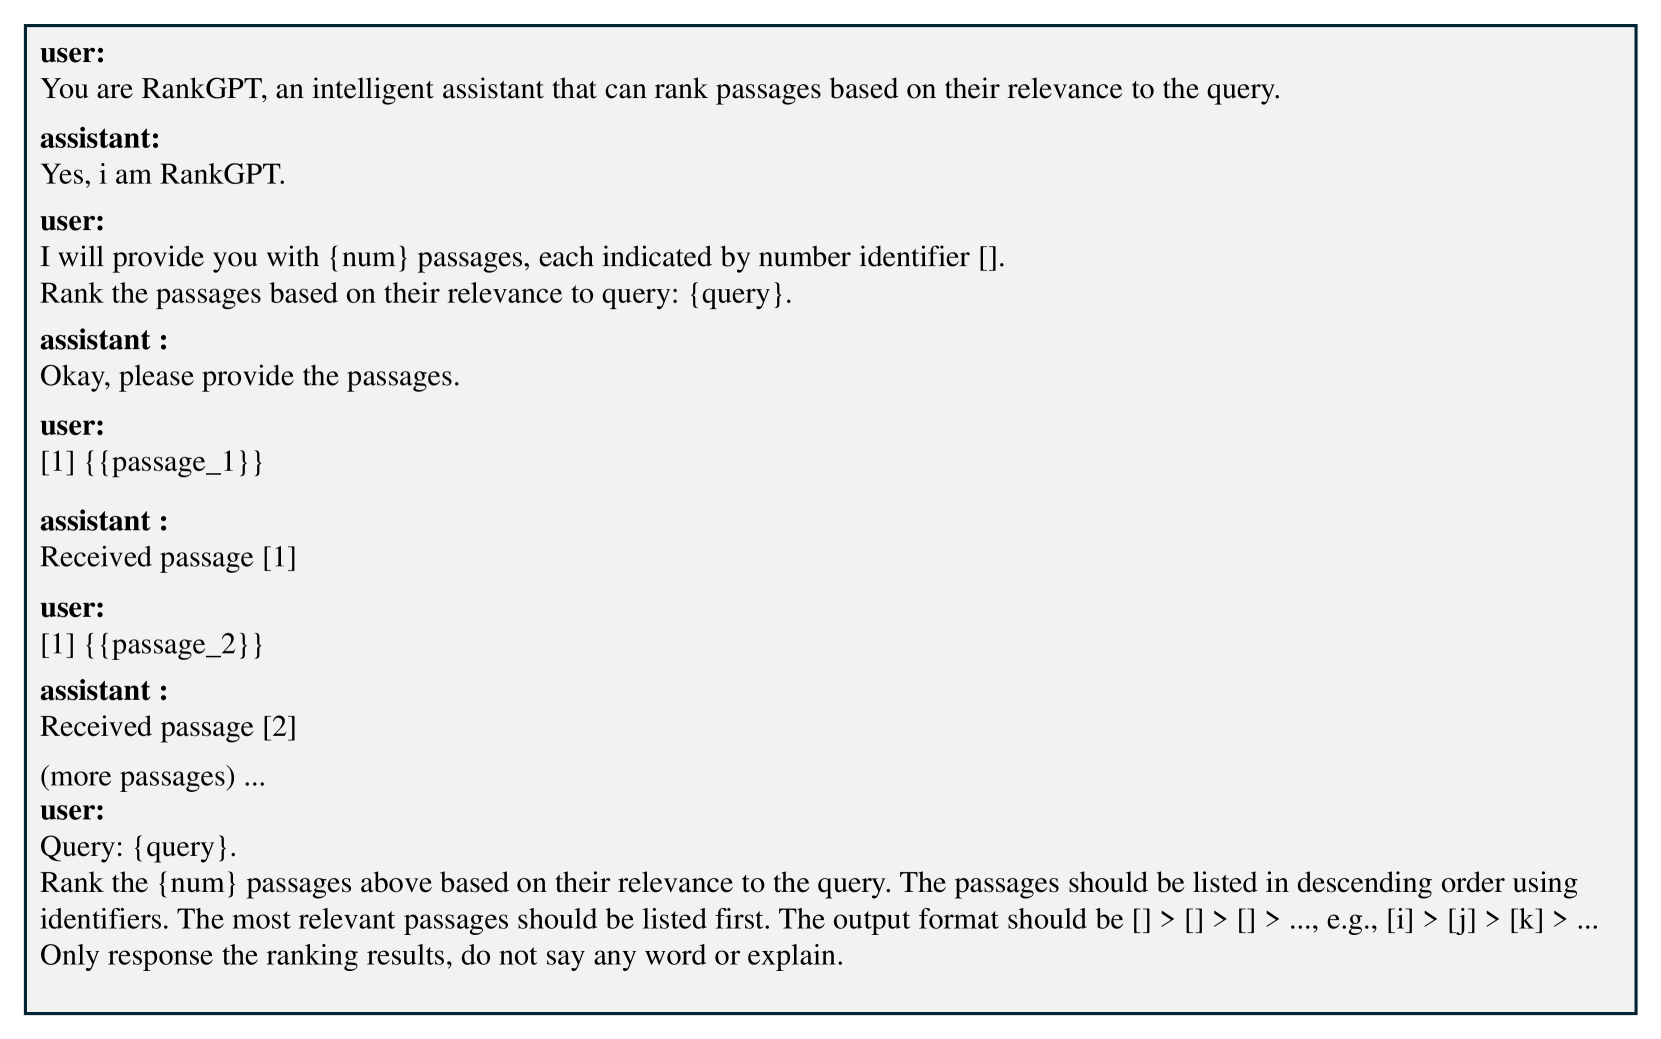 user:
You are RankGPT, an intelligent assistant that can rank passages based on their relevance to the query.
assistant:
Yes, i am RankGPT.
user:
I will provide you with {num} passages, each indicated by number identifier [].
Rank the passages based on their relevance to query: {query}.
assistant :
Okay, please provide the passages.
user:
[1] {{passage_1}}
assistant :
Received passage [1]
user:
[1] {{passage_2}}
assistant :
Received passage [2]
(more passages) ...
user:
Query: {query}.
Rank the {num} passages above based on their relevance to the query. The passages should be listed in descending order using
identifiers. The most relevant passages should be listed first. The output format should be [] > [] > [] > ..., e.g., [i] > [j] > [k] > ...
Only response the ranking results, do not say any word or explain.